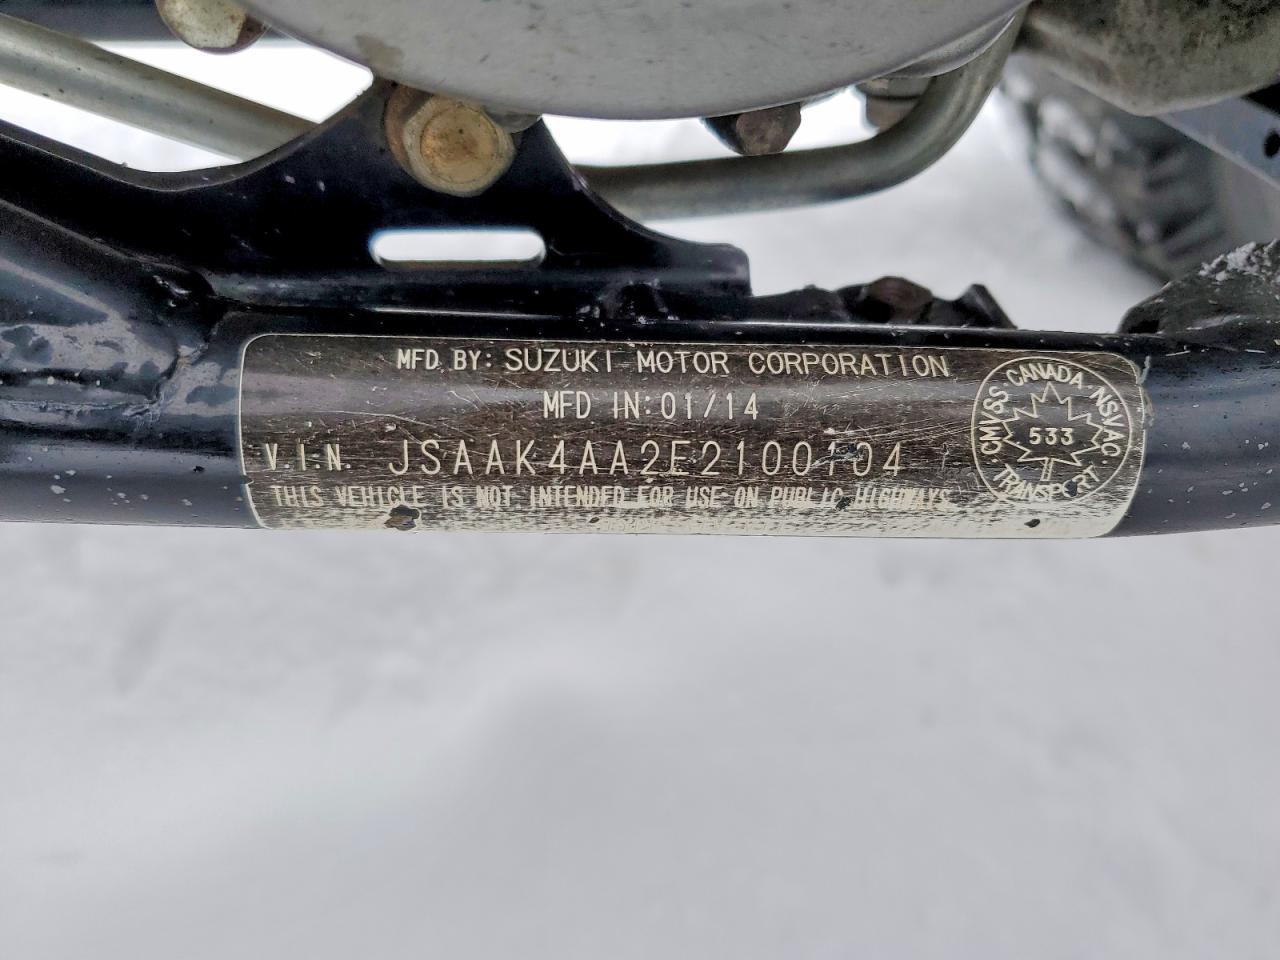 MFD. BY: SUZUKI MOTOR CORPORATION
MFD IN: 01/14
V.I.N. JSAAK4AA2E2100104
THIS VEHICLE IS NOT INTENDED FOR USE ON PUBLIC HIGHWAYS
CANADA · NSVAC · TRANSPORT · CMVSS
533